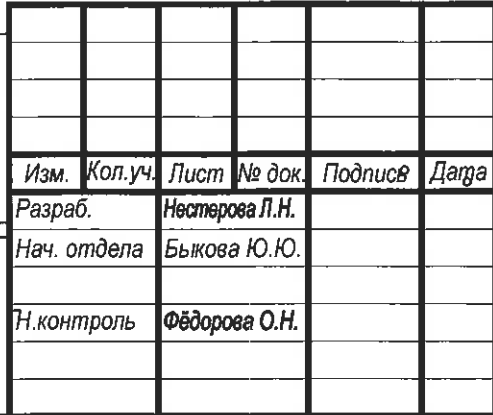 Изм. Кол.уч. Лист № док. Подпись Дата
Разраб. Нестерова Л.Н.
Нач. отдела Быкова Ю.Ю.
Н.контроль Фёдорова О.Н.